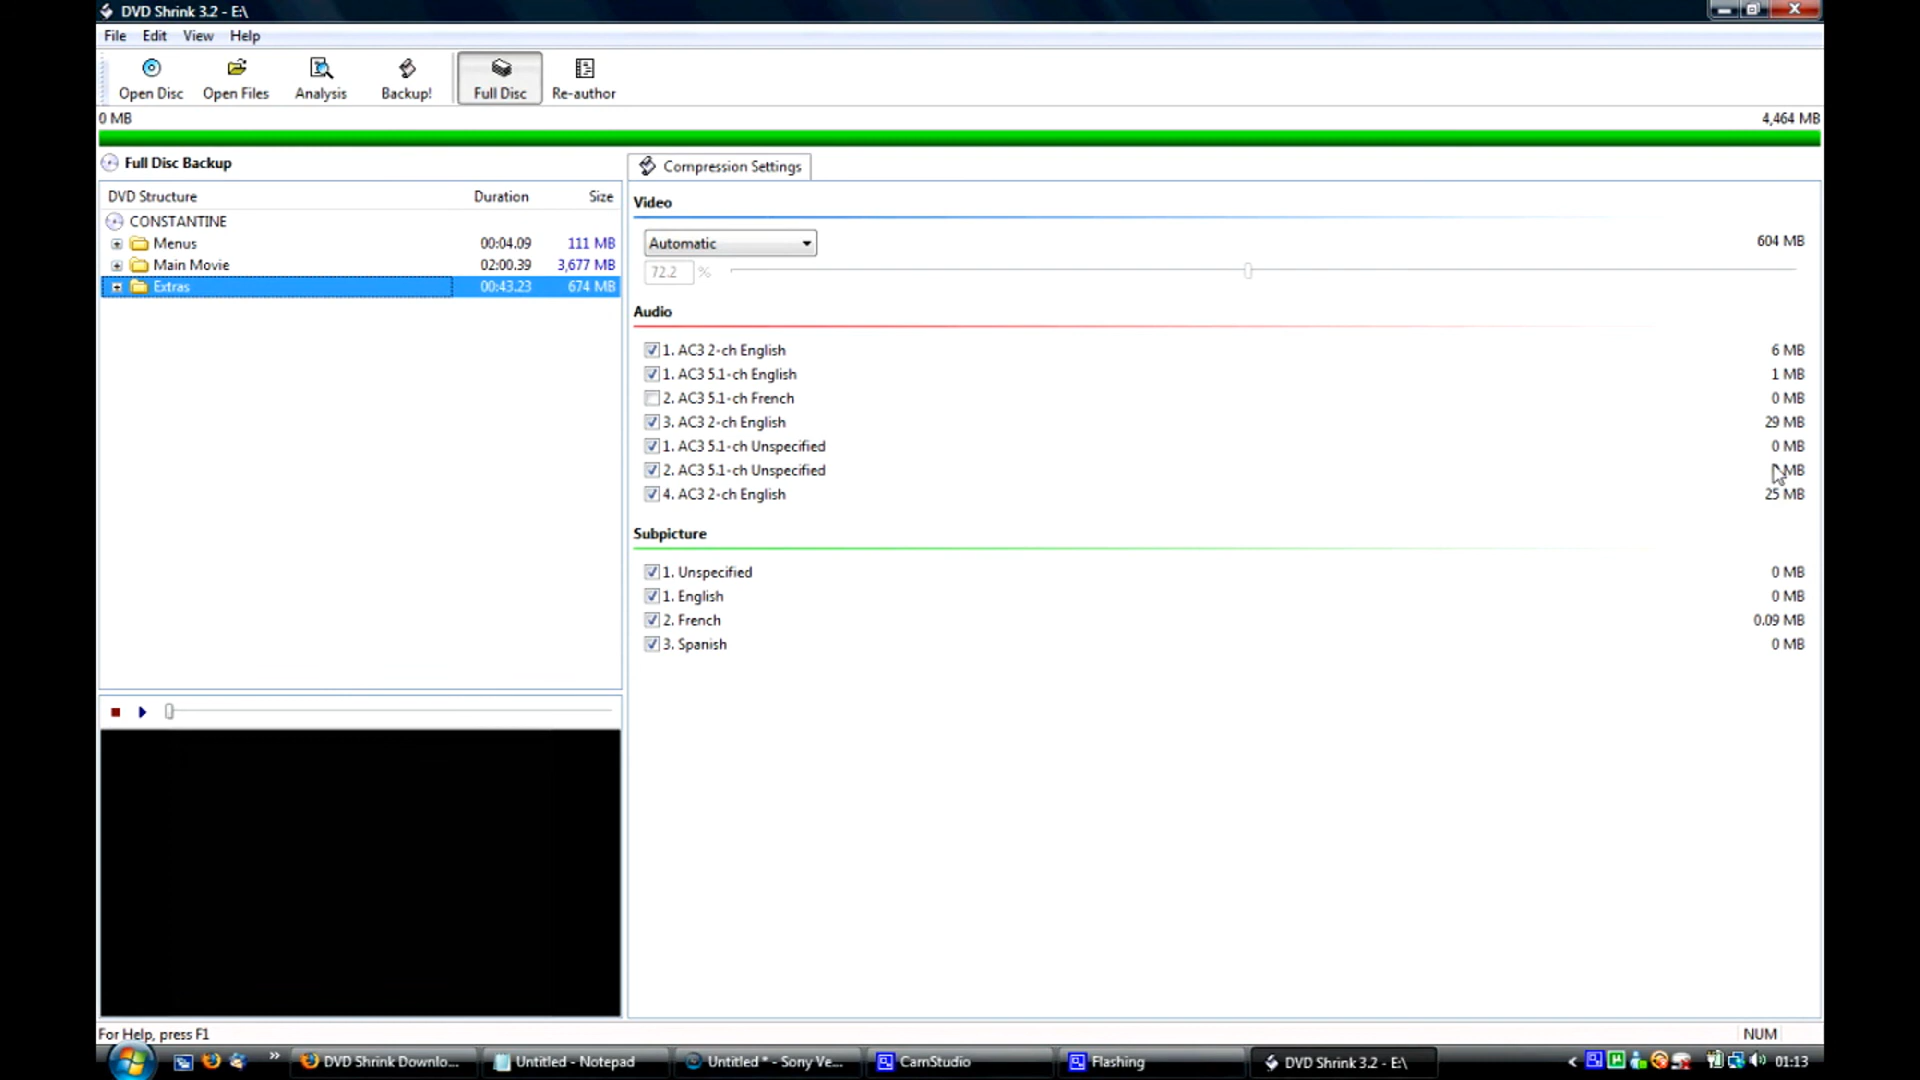 DVD Shrink 3.2 - E:\
File Edit View Help
Open Disc Open Files Analysis Backup! Full Disc Re-author
0 MB 4,464 MB
Full Disc Backup
Compression Settings
DVD Structure Duration Size
CONSTANTINE
Menus 00:04.09 111 MB
Main Movie 02:00.39 3,677 MB
Extras 00:43.23 674 MB
Video
Automatic 604 MB
72.2 %
Audio
1. AC3 2-ch English 6 MB
1. AC3 5.1-ch English 1 MB
2. AC3 5.1-ch French 0 MB
3. AC3 2-ch English 29 MB
1. AC3 5.1-ch Unspecified 0 MB
2. AC3 5.1-ch Unspecified MB
4. AC3 2-ch English 25 MB
Subpicture
1. Unspecified 0 MB
1. English 0 MB
2. French 0.09 MB
3. Spanish 0 MB
For Help, press F1 NUM
DVD Shrink Downlo... Untitled - Notepad Untitled * - Sony Ve... CamStudio Flashing DVD Shrink 3.2 - E:\ 01:13